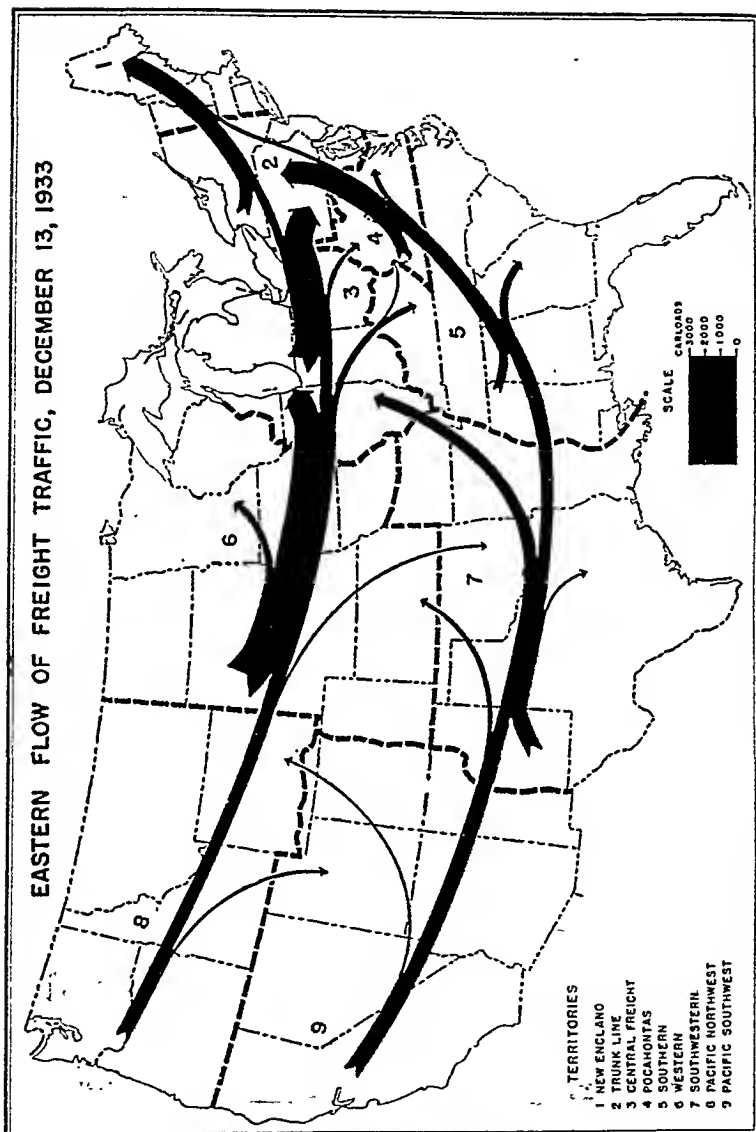 EASTERN FLOW OF FREIGHT TRAFFIC, DECEMBER 13, 1933
1
2
3
4
5
6
7
8
9
TERRITORIES
1 NEW ENGLAND
2 TRUNK LINE
3 CENTRAL FREIGHT
4 POCAHONTAS
5 SOUTHERN
6 WESTERN
7 SOUTHWESTERN
8 PACIFIC NORTHWEST
9 PACIFIC SOUTHWEST
SCALE
CARLOADS
3000
2000
1000
0